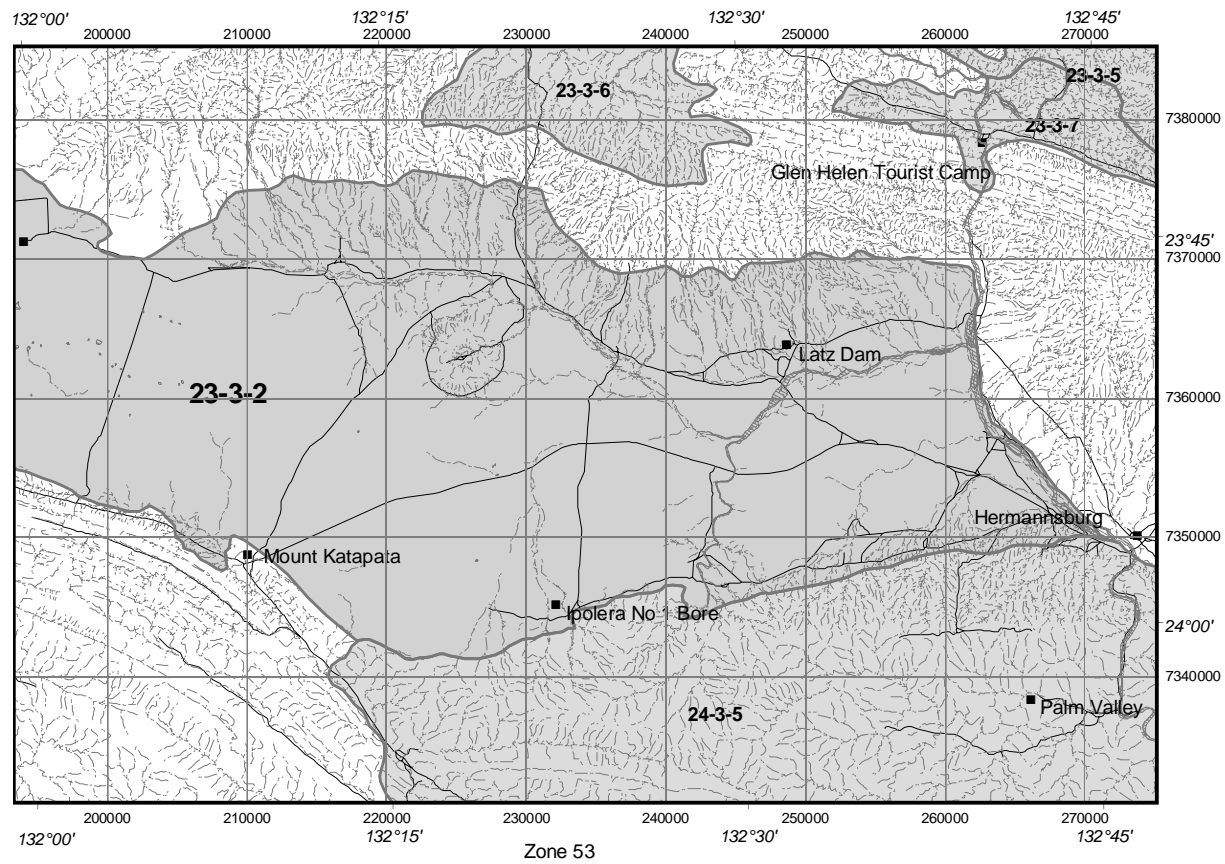 132°00' 132°15' 132°30' 132°45'
200000 210000 220000 230000 240000 250000 260000 270000
23-3-6
23-3-5
7380000
23-3-7
Glen Helen Tourist Camp
23°45'
7370000
Latz Dam
23-3-2
7360000
Hermannsburg
7350000
Mount Katapata
Ipolera No 1 Bore
24°00'
7340000
24-3-5
Palm Valley
200000 210000 220000 230000 240000 250000 260000 270000
132°00' 132°15' 132°30' 132°45'
Zone 53